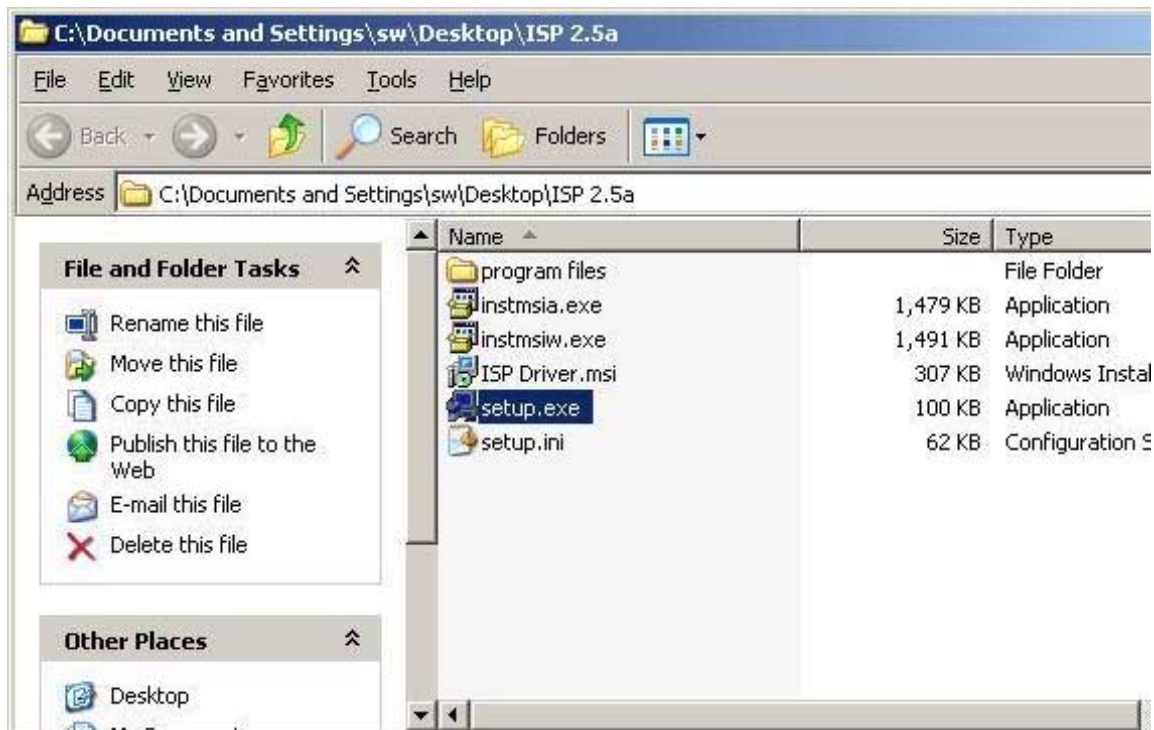 C:\Documents and Settings\sw\Desktop\ISP 2.5a
File Edit View Favorites Tools Help
Back Search Folders
Address C:\Documents and Settings\sw\Desktop\ISP 2.5a
Name Size Type
program files File Folder
instmsia.exe 1,479 KB Application
instmsiw.exe 1,491 KB Application
ISP Driver.msi 307 KB Windows Instal
setup.exe 100 KB Application
setup.ini 62 KB Configuration S
File and Folder Tasks
Rename this file
Move this file
Copy this file
Publish this file to the
Web
E-mail this file
Delete this file
Other Places
Desktop